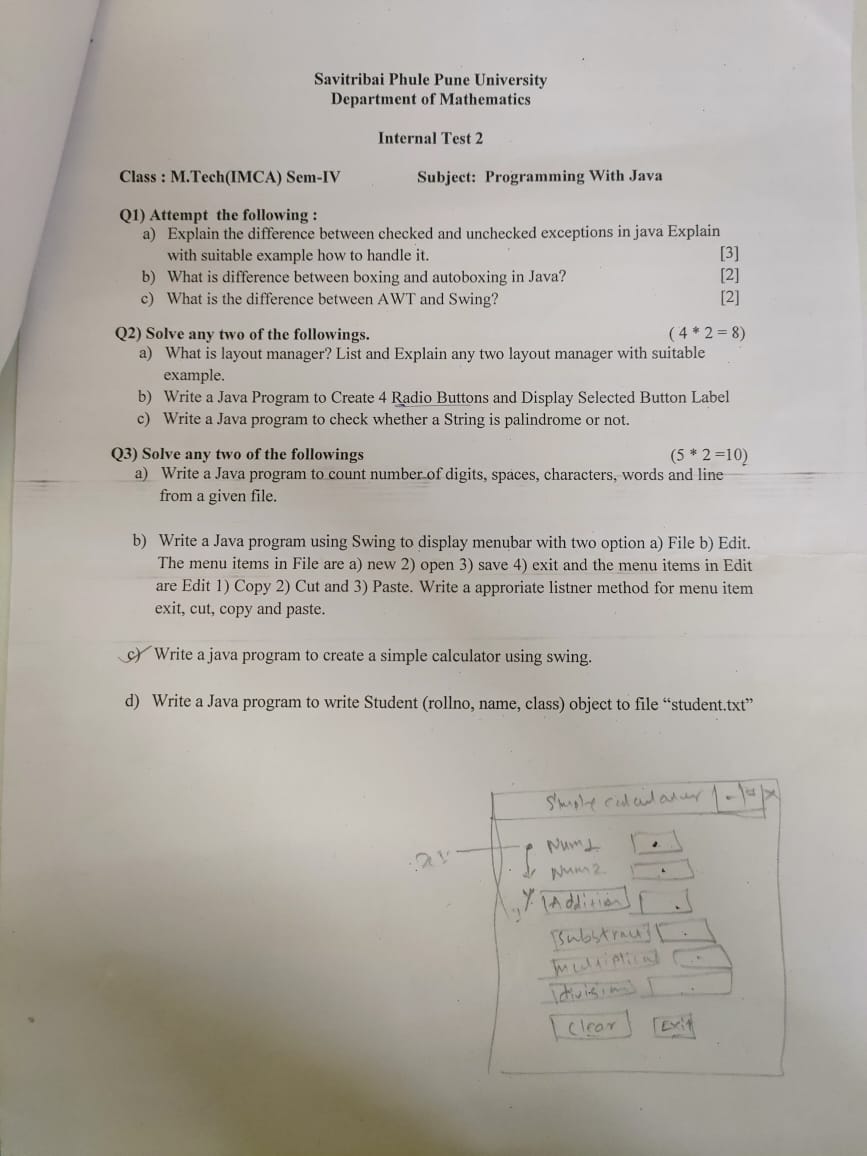 Savitribai Phule Pune University
Department of Mathematics
Internal Test 2
Class : M.Tech(IMCA) Sem-IV Subject: Programming With Java
Q1) Attempt the following :
a) Explain the difference between checked and unchecked exceptions in java Explain
with suitable example how to handle it. [3]
b) What is difference between boxing and autoboxing in Java? [2]
c) What is the difference between AWT and Swing? [2]
Q2) Solve any two of the followings. ( 4 * 2 = 8)
a) What is layout manager? List and Explain any two layout manager with suitable
example.
b) Write a Java Program to Create 4 Radio Buttons and Display Selected Button Label
c) Write a Java program to check whether a String is palindrome or not.
Q3) Solve any two of the followings (5 * 2 =10)
a) Write a Java program to count number of digits, spaces, characters, words and line
from a given file.
b) Write a Java program using Swing to display menubar with two option a) File b) Edit.
The menu items in File are a) new 2) open 3) save 4) exit and the menu items in Edit
are Edit 1) Copy 2) Cut and 3) Paste. Write a approriate listner method for menu item
exit, cut, copy and paste.
c) Write a java program to create a simple calculator using swing.
d) Write a Java program to write Student (rollno, name, class) object to file “student.txt”
Simple calculator
Num1
Num2
Addition
Substract
division
Clear Exit